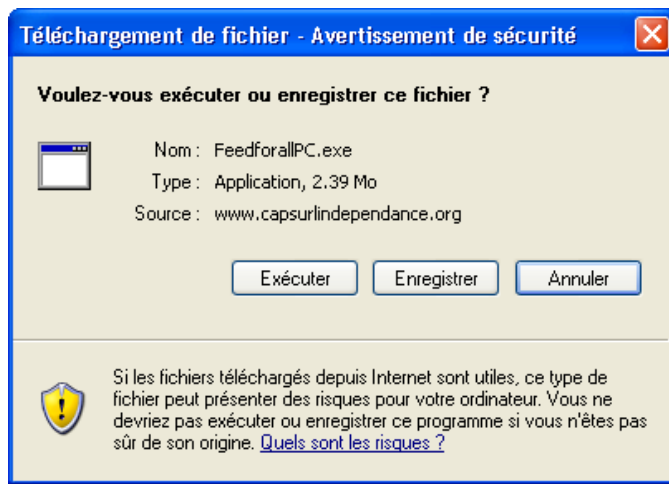 Téléchargement de fichier - Avertissement de sécurité
Voulez-vous exécuter ou enregistrer ce fichier ?
Nom : FeedforallPC.exe
Type : Application, 2.39 Mo
Source : www.capsurlindependance.org
Exécuter Enregistrer Annuler
Si les fichiers téléchargés depuis Internet sont utiles, ce type de
fichier peut présenter des risques pour votre ordinateur. Vous ne
devriez pas exécuter ou enregistrer ce programme si vous n'êtes pas
sûr de son origine. Quels sont les risques ?